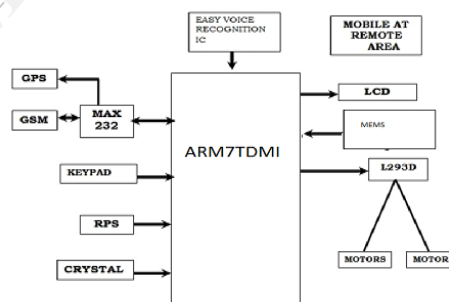 EASY VOICE
RECOGNITION
IC
MOBILE AT
REMOTE
AREA
GPS
GSM
MAX
232
LCD
MEMS
ARM7TDMI
KEYPAD
L293D
RPS
CRYSTAL
MOTORS
MOTOR